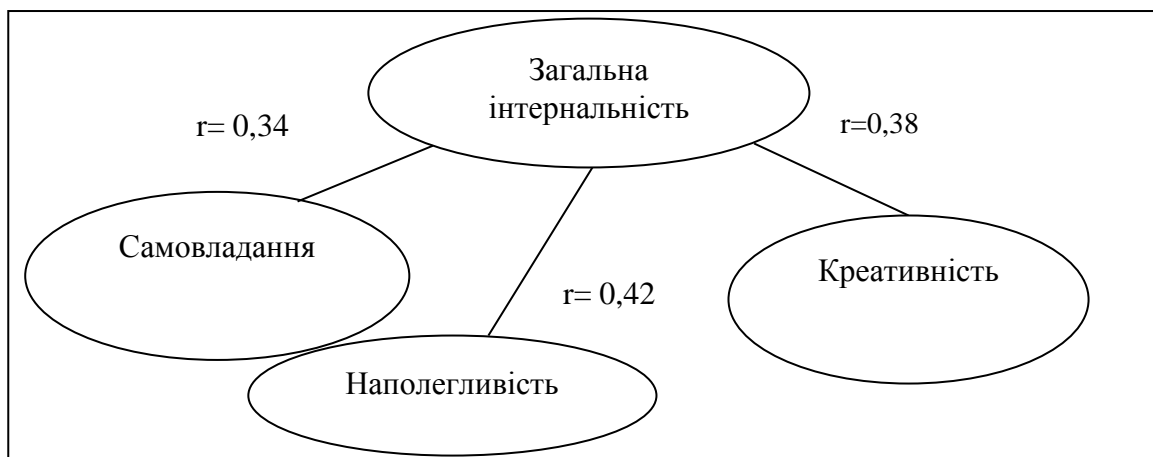 Загальна
інтернальність
r= 0,34
r=0,38
Самовладання
Креативність
r= 0,42
Наполегливість